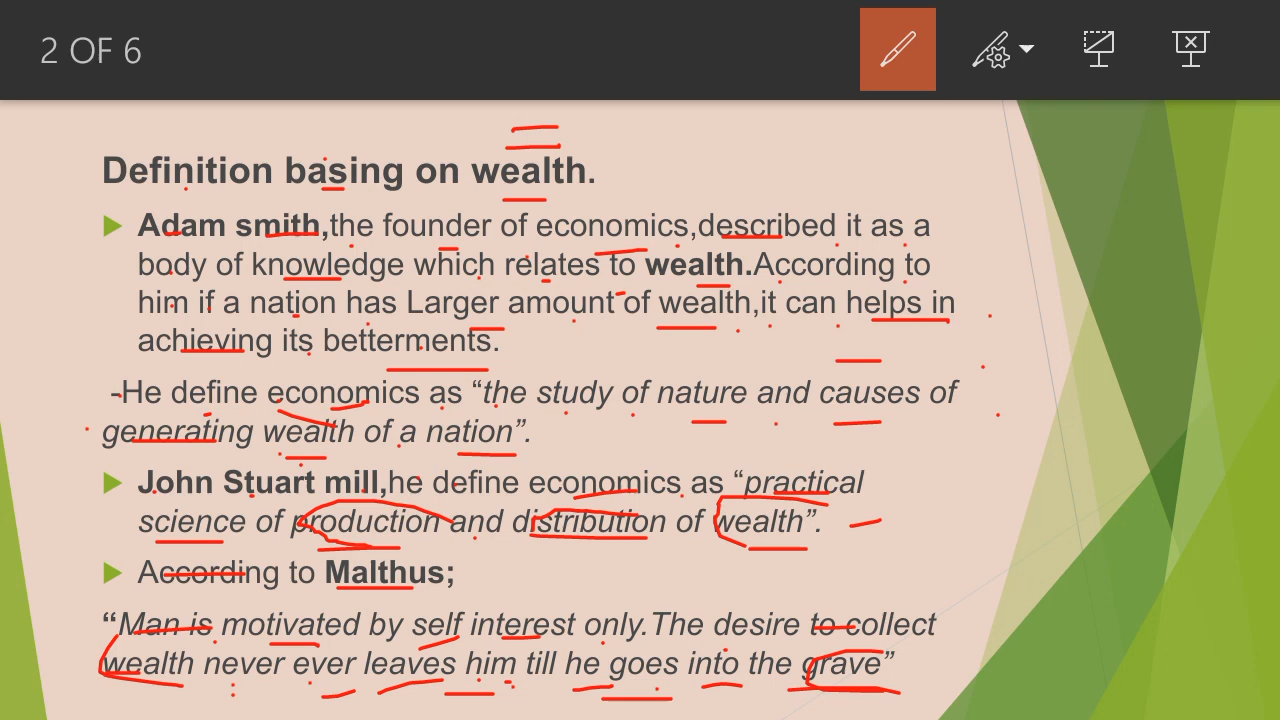 2 OF 6
Definition basing on wealth.
Adam smith,the founder of economics,described it as a
body of knowledge which relates to wealth.According to
him if a nation has Larger amount of wealth,it can helps in
achieving its betterments.
-He define economics as “the study of nature and causes of
generating wealth of a nation”.
John Stuart mill,he define economics as “practical
science of production and distribution of wealth”.
According to Malthus;
“Man is motivated by self interest only.The desire to collect
wealth never ever leaves him till he goes into the grave”